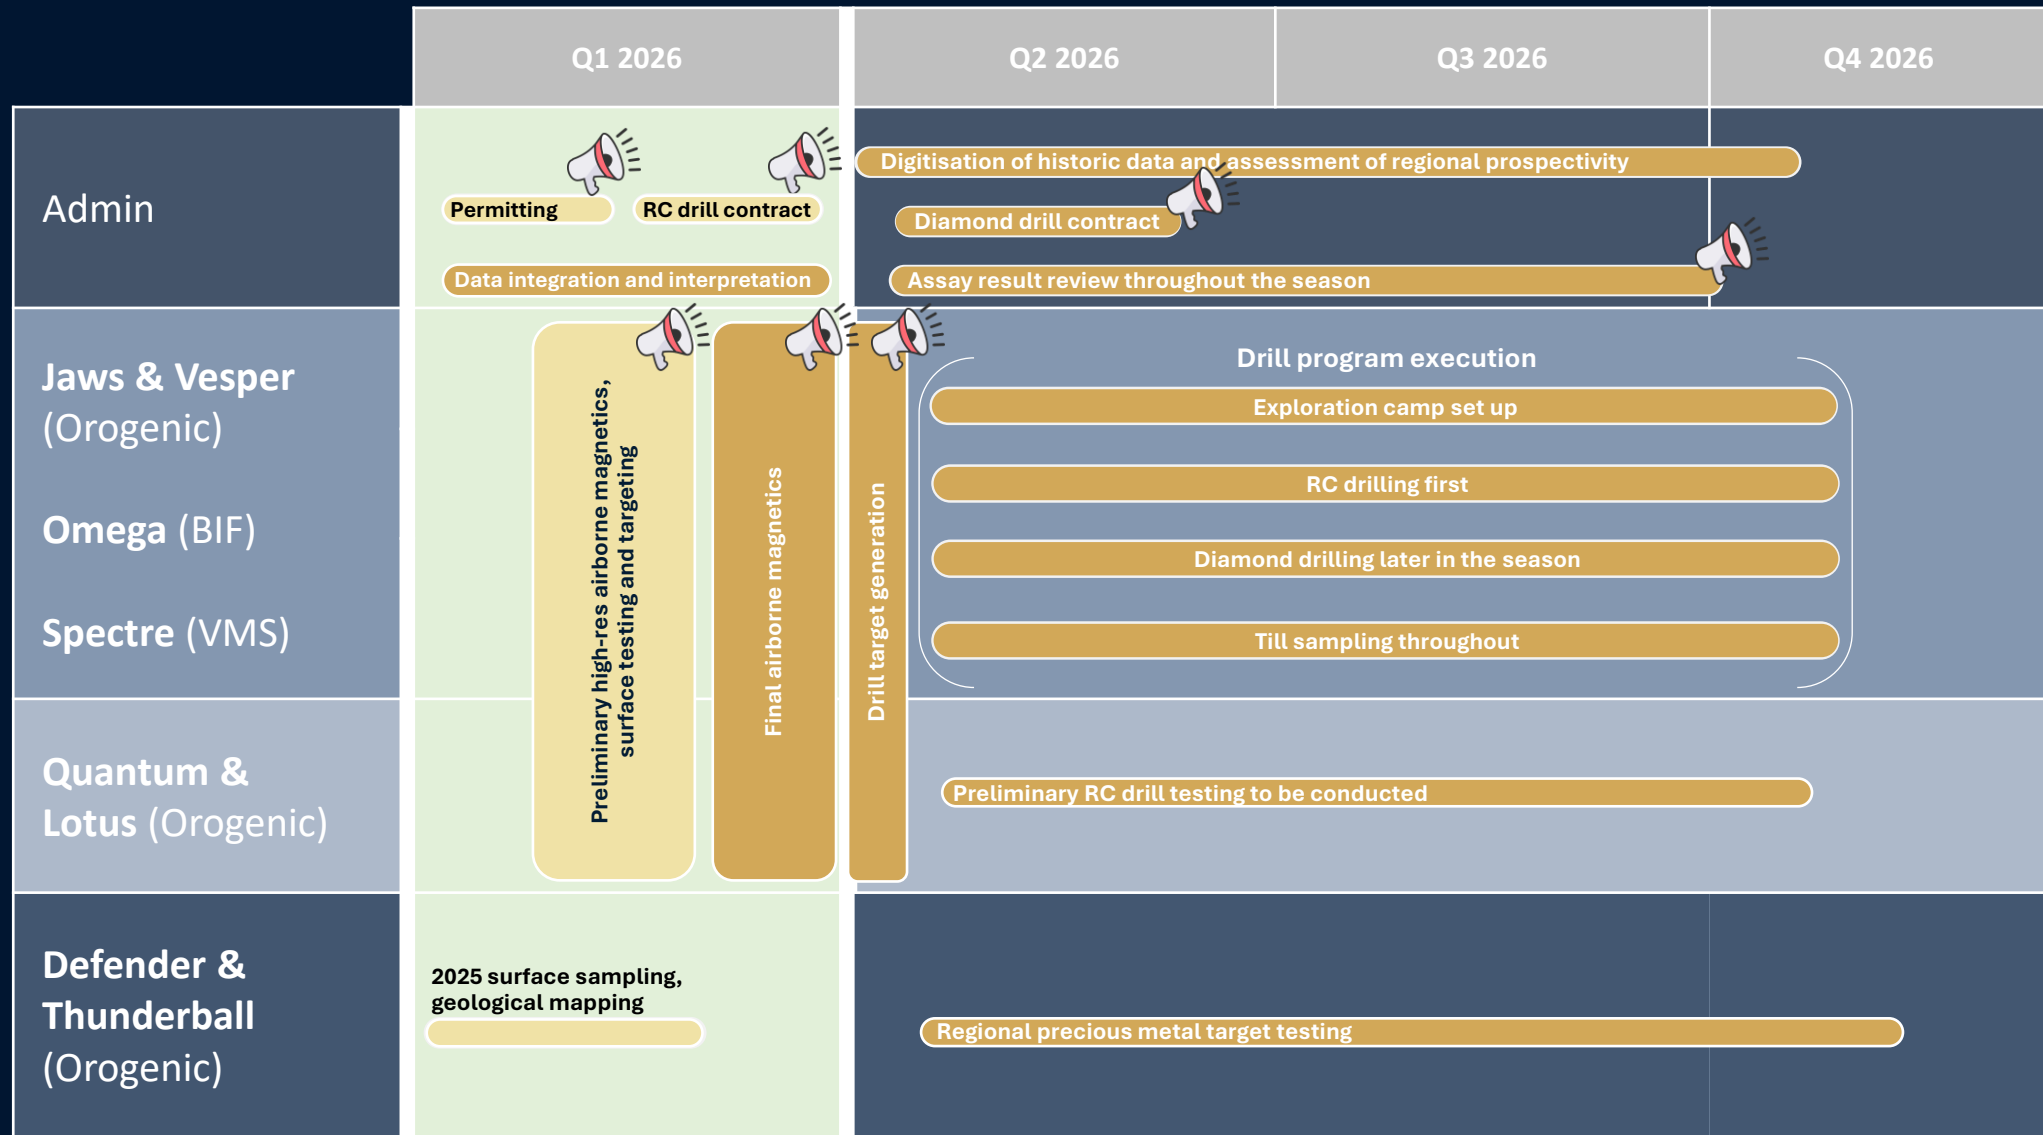 Q1 2026
Q2 2026
Q3 2026
Q4 2026
Admin
Permitting
RC drill contract
Data integration and interpretation
Digitisation of historic data and assessment of regional prospectivity
Diamond drill contract
Assay result review throughout the season
Jaws & Vesper
(Orogenic)
Omega (BIF)
Spectre (VMS)
Preliminary high-res airborne magnetics,
surface testing and targeting
Final airborne magnetics
Drill target generation
Drill program execution
Exploration camp set up
RC drilling first
Diamond drilling later in the season
Till sampling throughout
Quantum &
Lotus (Orogenic)
Preliminary RC drill testing to be conducted
Defender &
Thunderball
(Orogenic)
2025 surface sampling,
geological mapping
Regional precious metal target testing